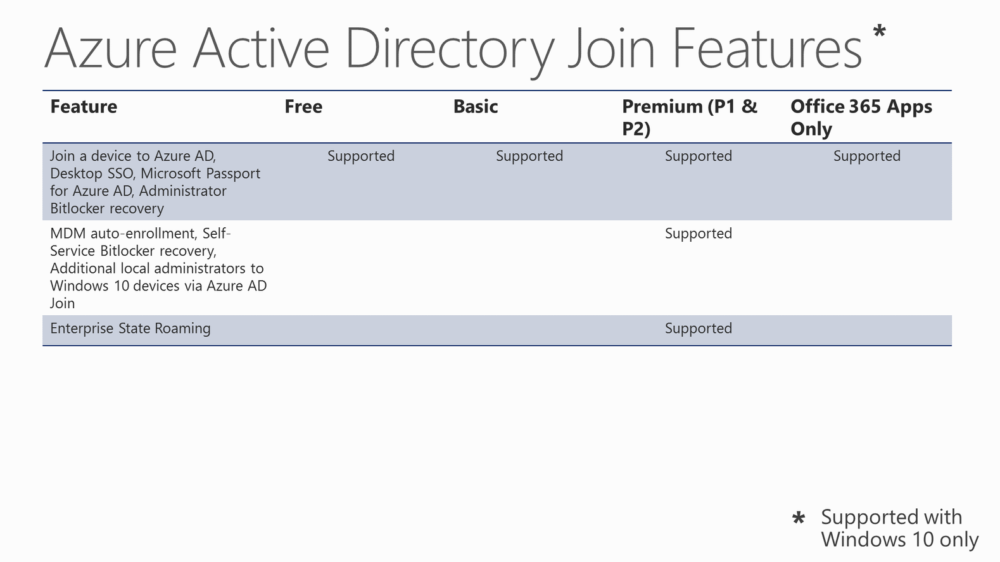 Azure Active Directory Join Features *
Feature Free Basic Premium (P1 & P2) Office 365 Apps Only
Join a device to Azure AD, Supported Supported Supported Supported
Desktop SSO, Microsoft Passport
for Azure AD, Administrator
Bitlocker recovery
MDM auto-enrollment, Self- Supported
Service Bitlocker recovery,
Additional local administrators to
Windows 10 devices via Azure AD
Join
Enterprise State Roaming Supported
* Supported with
Windows 10 only